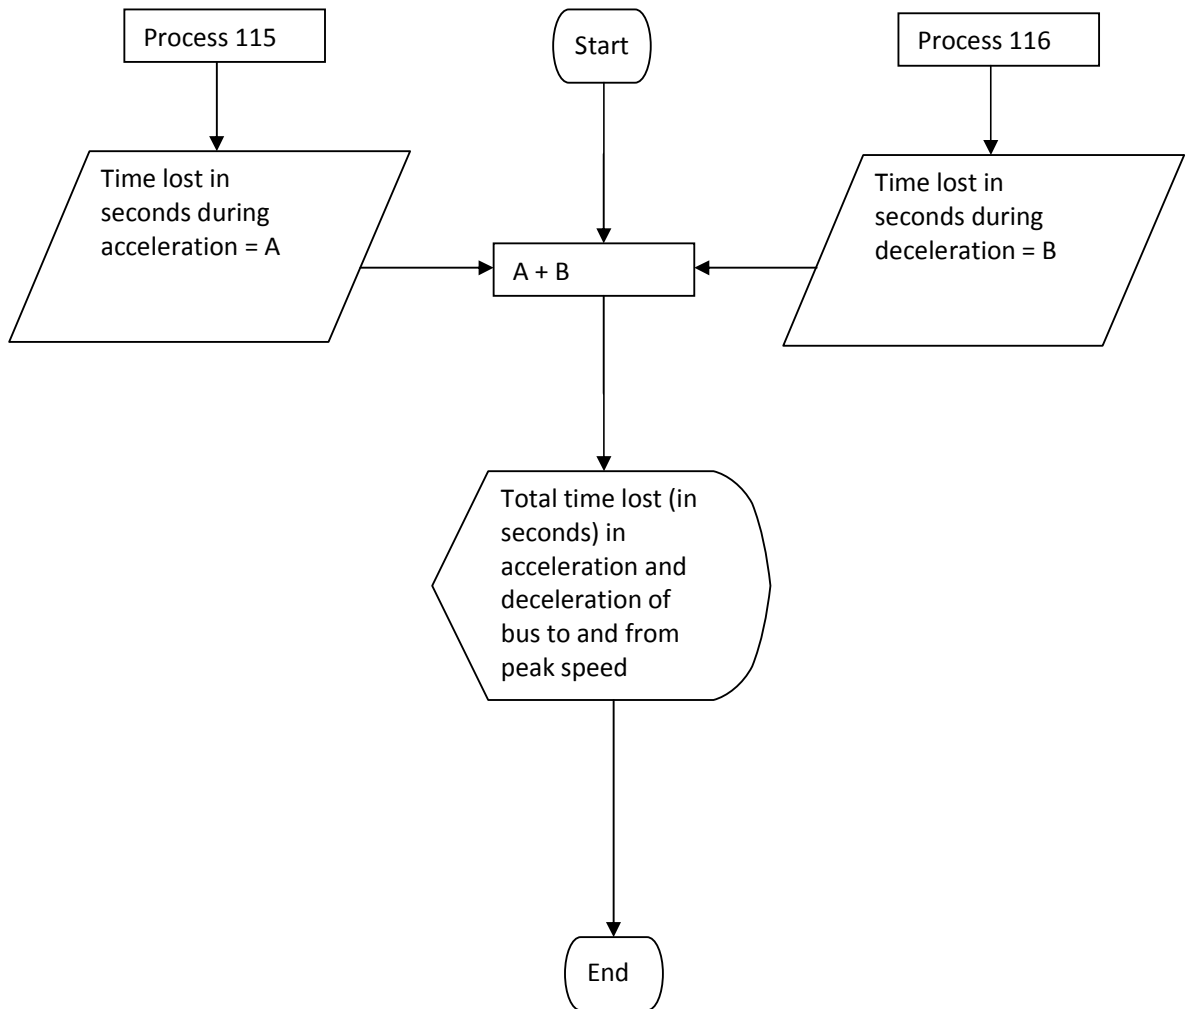 Process 115
Start
Process 116
Time lost in
seconds during
acceleration = A
Time lost in
seconds during
deceleration = B
A + B
Total time lost (in
seconds) in
acceleration and
deceleration of
bus to and from
peak speed
End